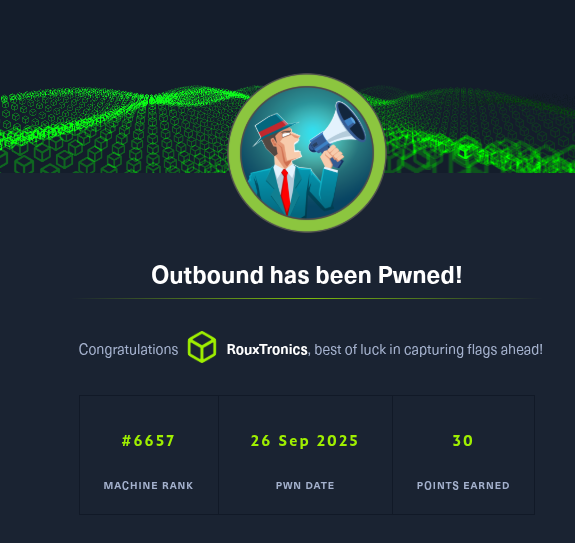 Outbound has been Pwned!
Congratulations RouxTronics, best of luck in capturing flags ahead!
#6657 26 Sep 2025 30
MACHINE RANK PWN DATE POINTS EARNED